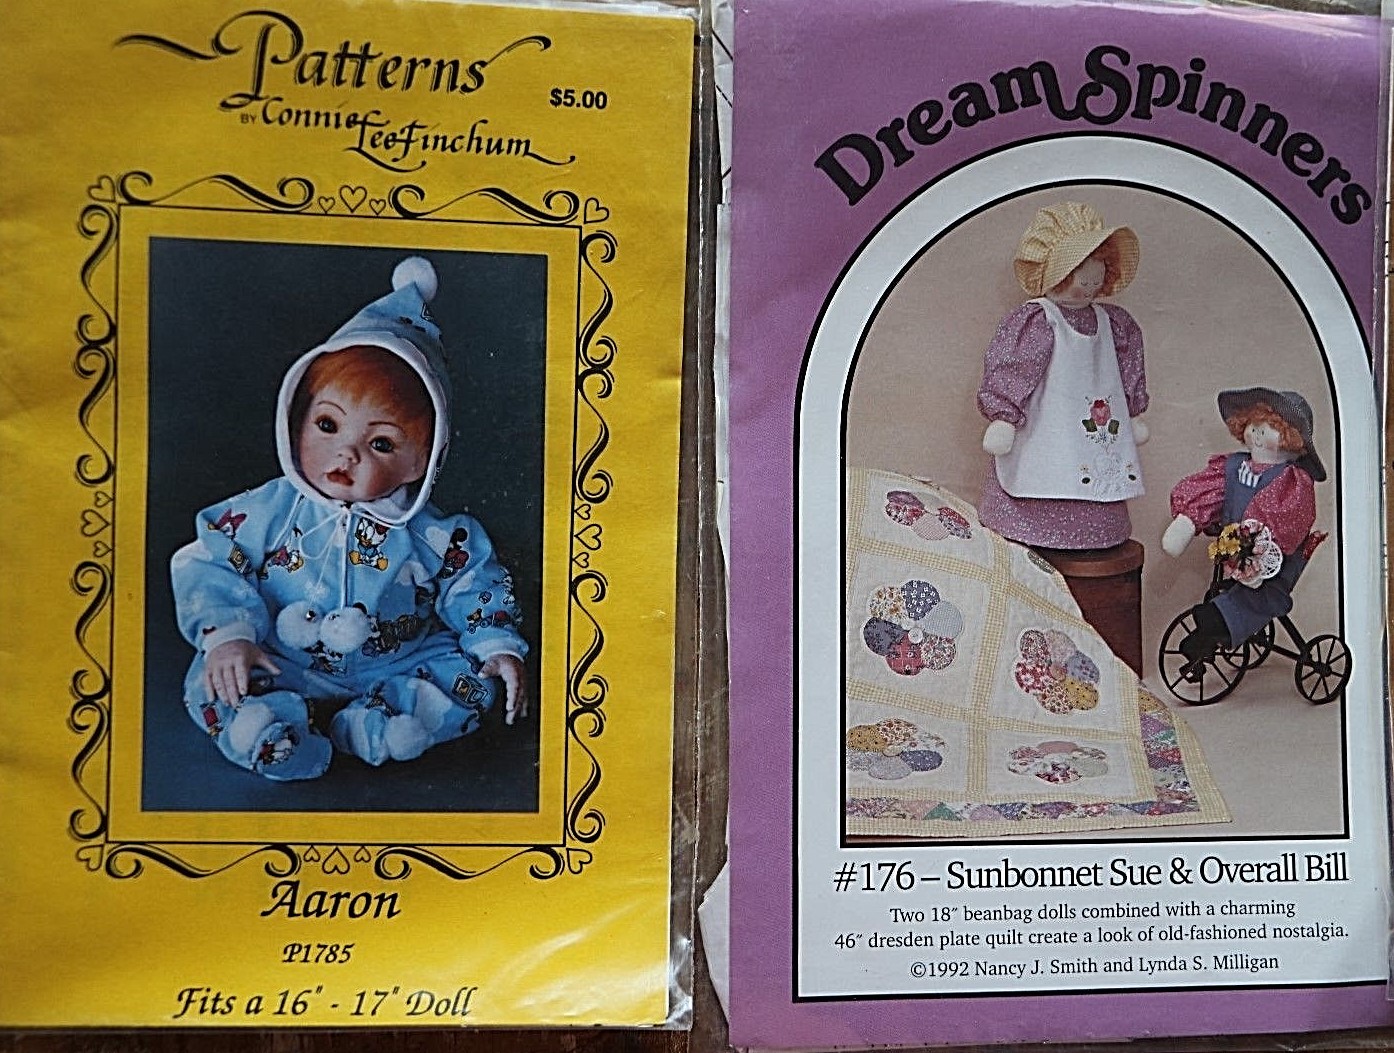 Patterns
$5.00
BY Connie
Lee Finchum
Aaron
P1785
Fits a 16" - 17" Doll
Dream Spinners
#176 – Sunbonnet Sue & Overall Bill
Two 18″ beanbag dolls combined with a charming
46″ dresden plate quilt create a look of old-fashioned nostalgia.
©1992 Nancy J. Smith and Lynda S. Milligan